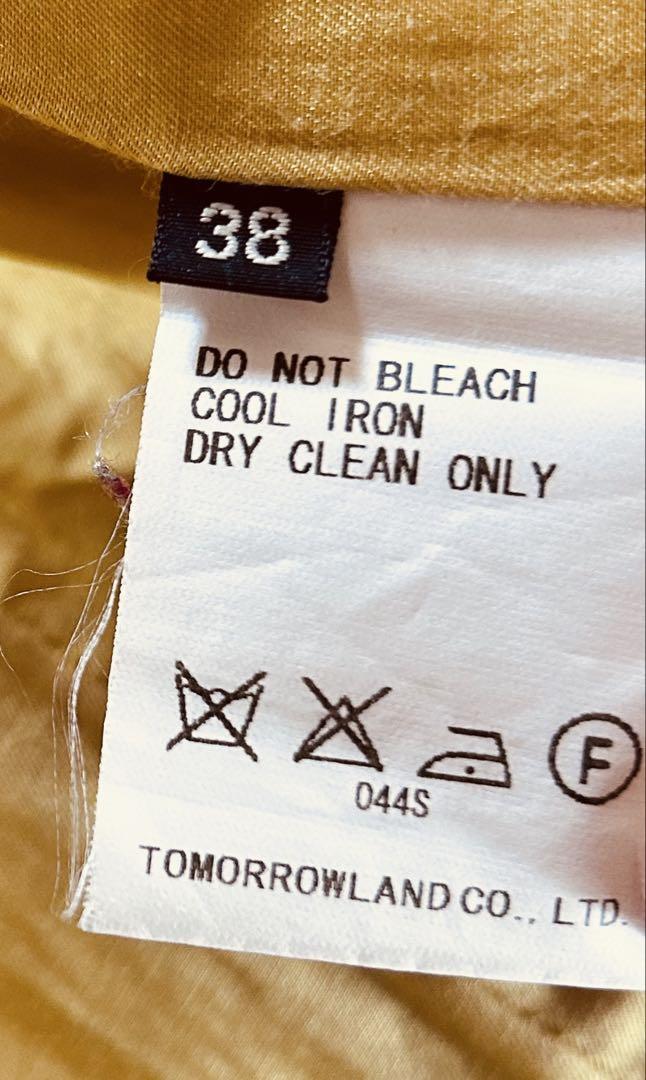 38
DO NOT BLEACH
COOL IRON
DRY CLEAN ONLY
F
044S
TOMORROWLAND CO., LTD.